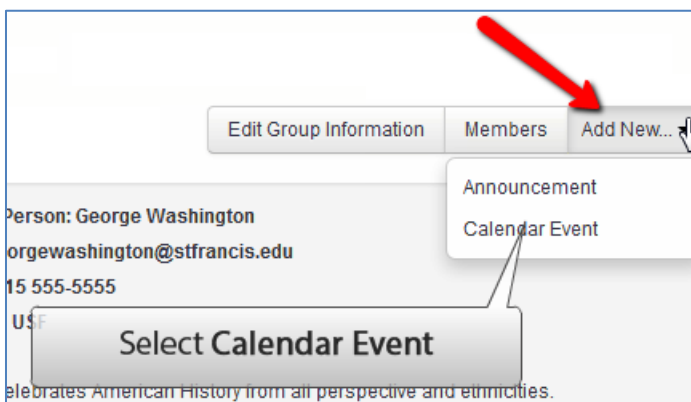 Edit Group Information Members Add New...
Announcement
Person: George Washington
Calendar Event
orgewashington@stfrancis.edu
15 555-5555
USF
Select Calendar Event
elebrates American History from all perspective and ethnicities.